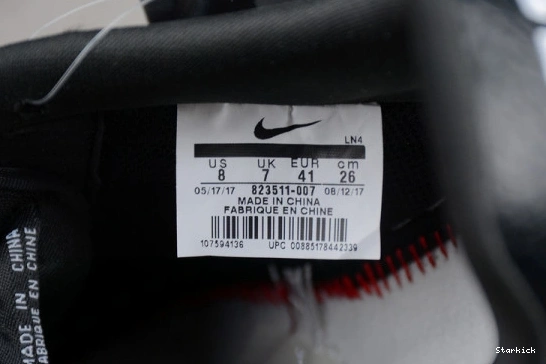 LN4
US UK EUR cm
8 7 41 26
05/17/17 823511-007 08/12/17
MADE IN CHINA
FABRIQUE EN CHINE
107594136 UPC 00885178442339
MADE IN CHINA
FABRIQUE EN CHINE
Starkick